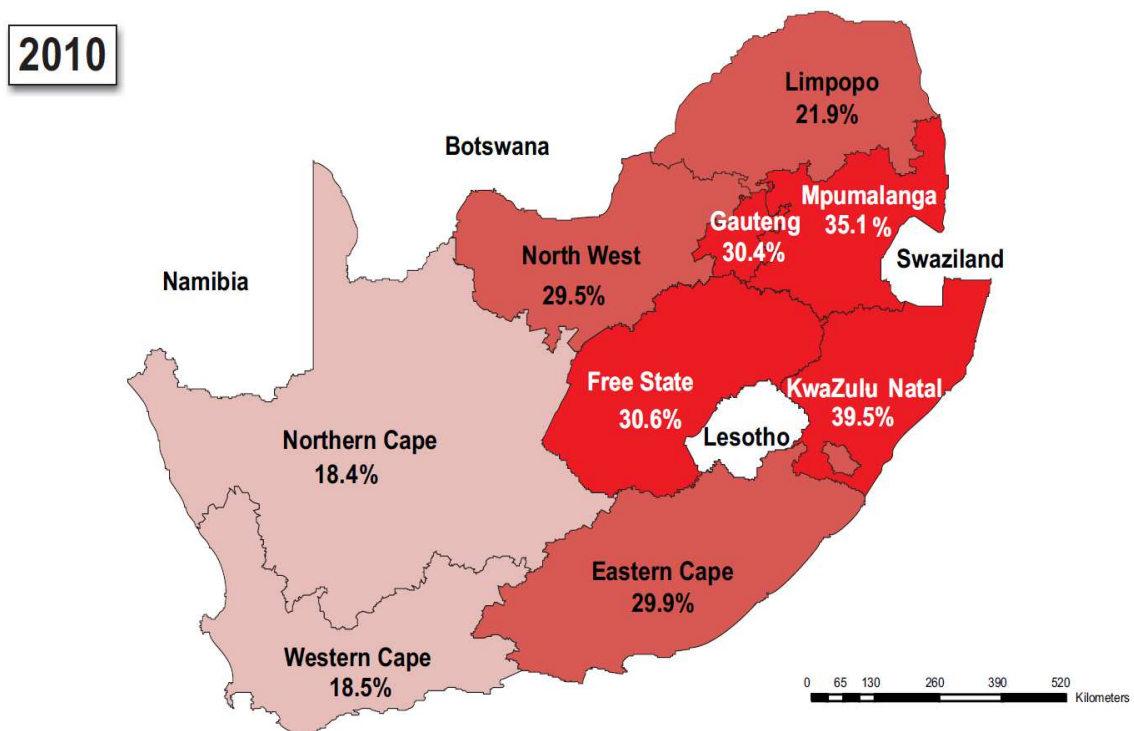 2010
Limpopo
21.9%
Botswana
Mpumalanga
35.1 %
Gauteng
30.4%
North West
29.5%
Swaziland
Namibia
Free State
30.6%
KwaZulu Natal
39.5%
Lesotho
Northern Cape
18.4%
Eastern Cape
29.9%
Western Cape
18.5%
0 65 130 260 390 520
Kilometers